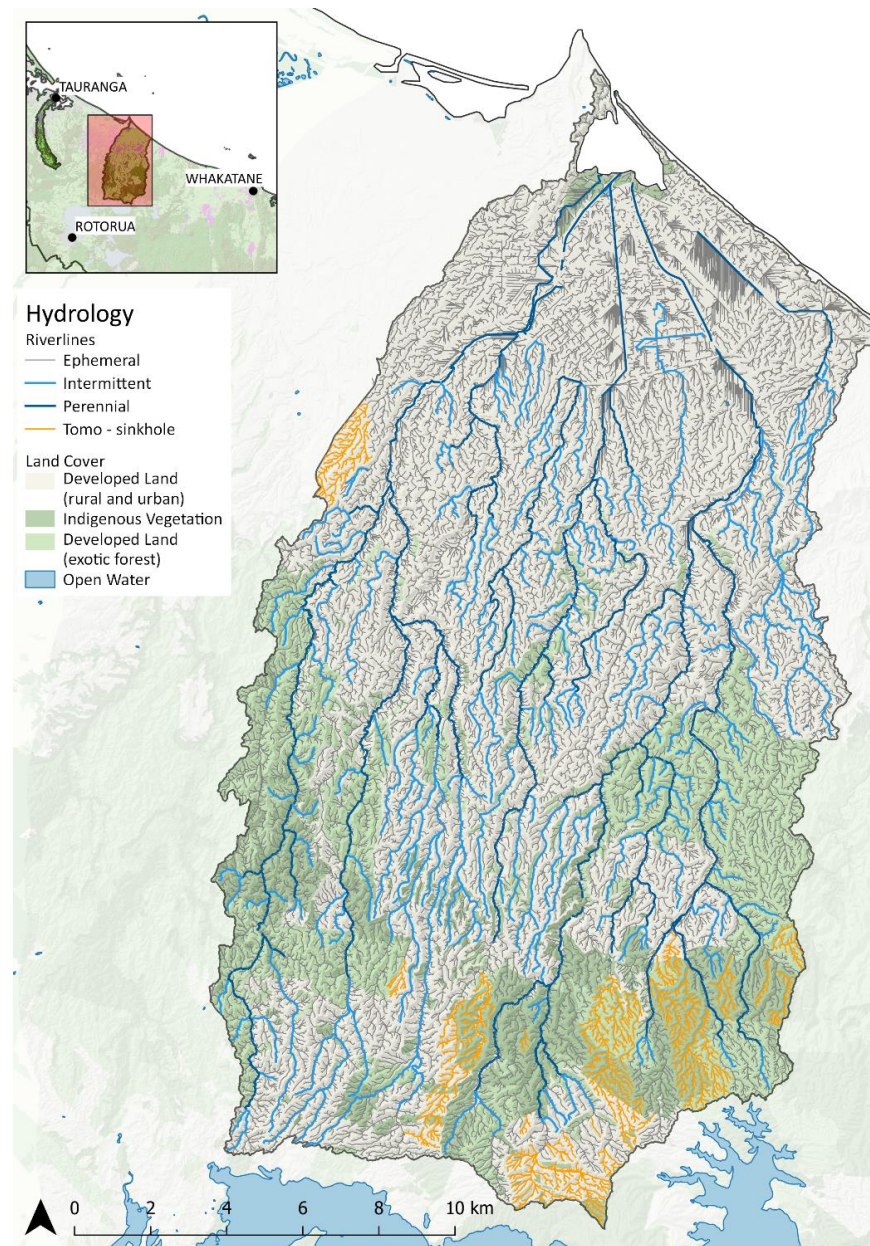 TAURANGA
WHAKATANE
ROTORUA
Hydrology
Riverlines
Ephemeral
Intermittent
Perennial
Tomo - sinkhole
Land Cover
Developed Land
(rural and urban)
Indigenous Vegetation
Developed Land
(exotic forest)
Open Water
0 2 4 6 8 10 km